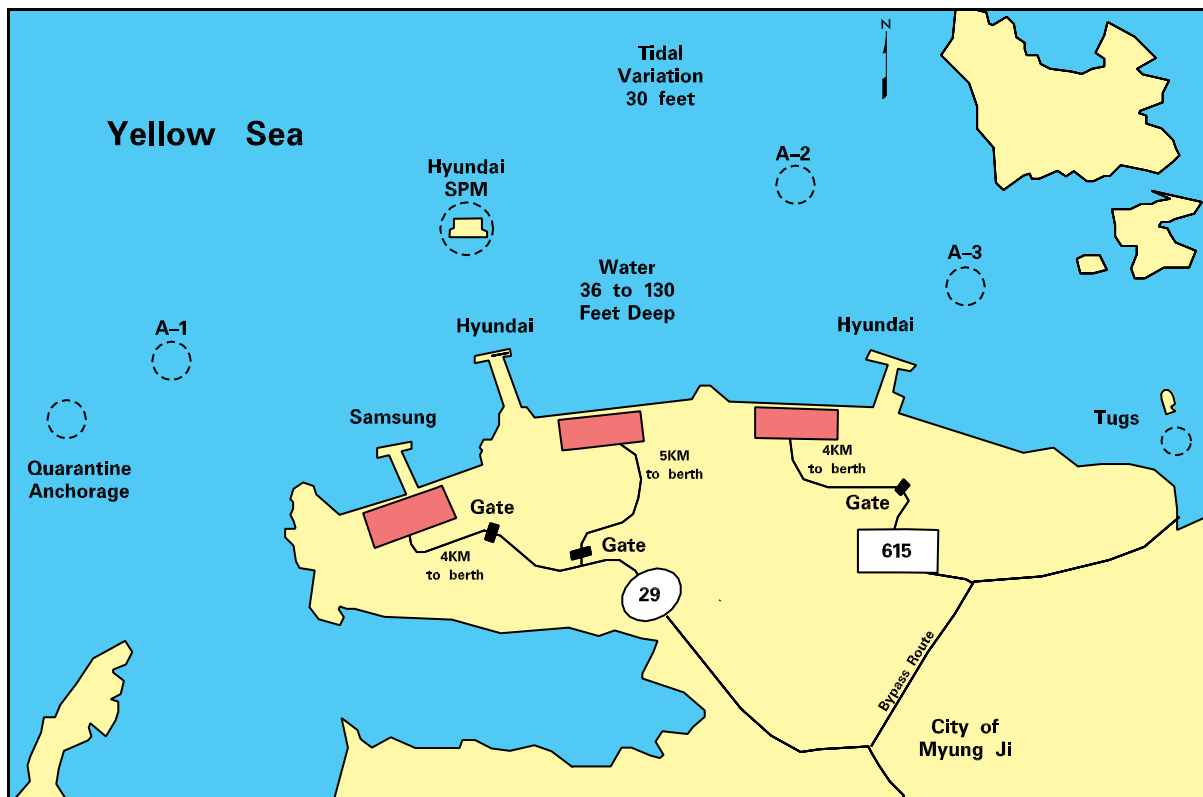 N
Tidal
Variation
30 feet
Yellow Sea
A–2
Hyundai
SPM
A–3
Water
36 to 130
Feet Deep
A–1
Hyundai
Hyundai
Samsung
Tugs
Quarantine
Anchorage
5KM
to berth
4KM
to berth
Gate
Gate
Gate
4KM
to berth
615
29
Bypass Route
City of
Myung Ji